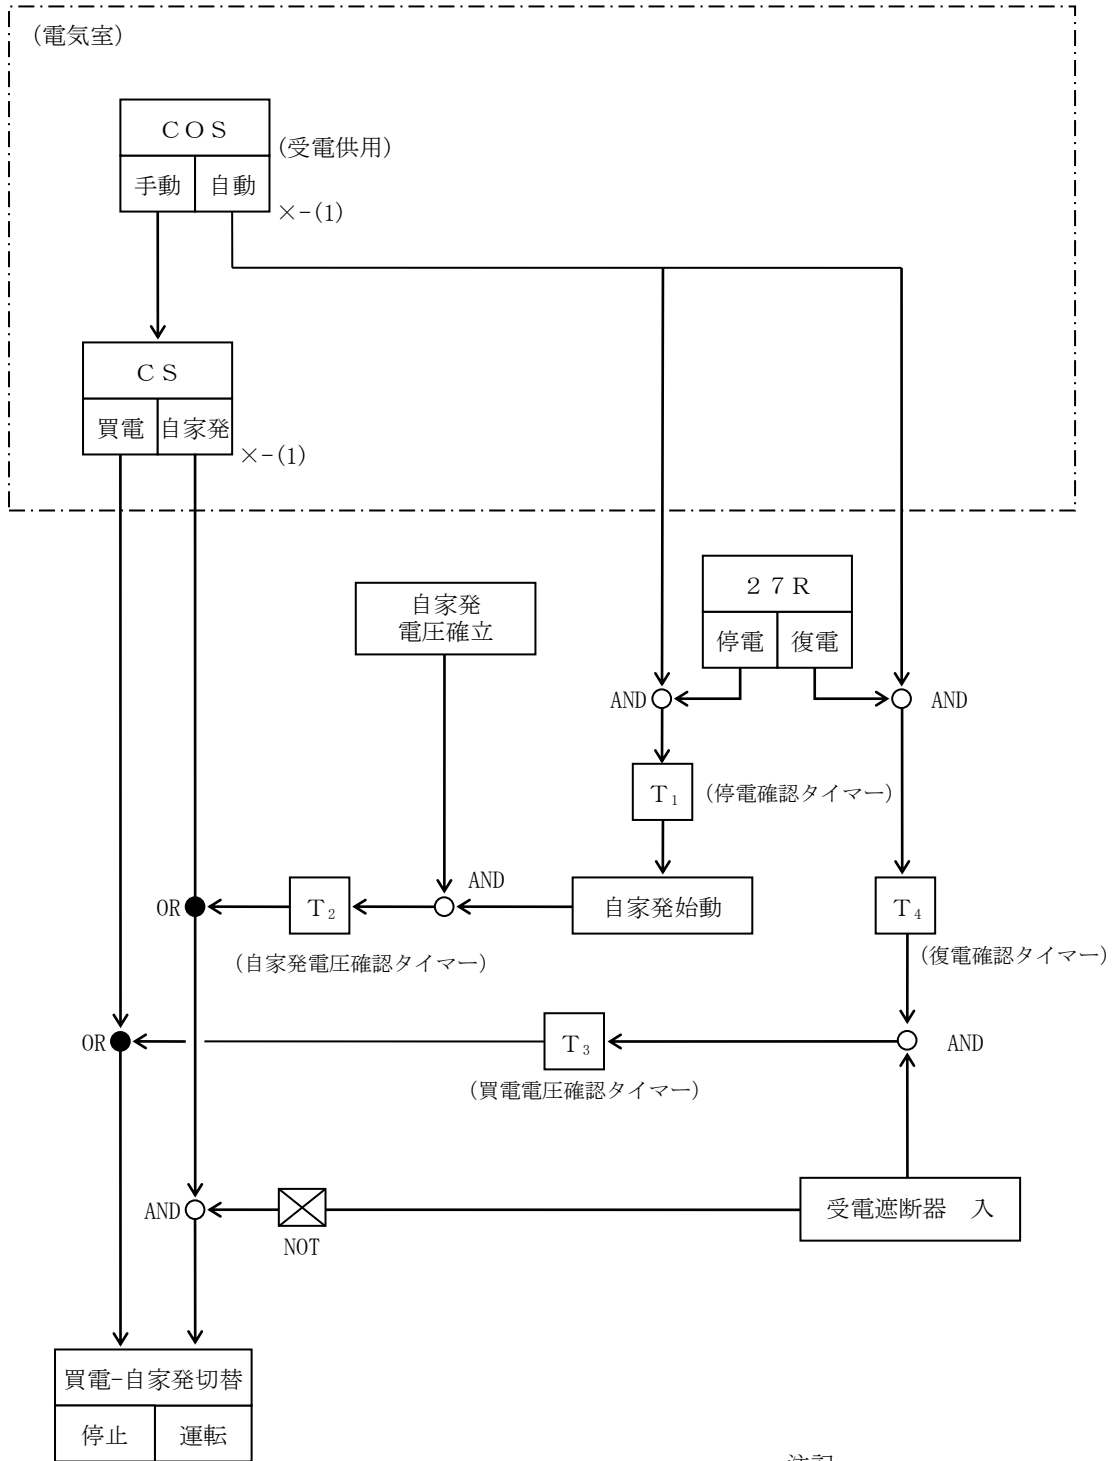 (電気室)
ＣＯＳ
(受電供用)
手動
自動
×-(1)
ＣＳ
買電
自家発
×-(1)
２７Ｒ
停電
復電
自家発
電圧確立
AND
AND
Ｔ₁
(停電確認タイマー)
AND
OR
Ｔ₂
自家発始動
Ｔ₄
(自家発電圧確認タイマー)
(復電確認タイマー)
OR
Ｔ₃
AND
(買電電圧確認タイマー)
受電遮断器　入
AND
NOT
買電-自家発切替
停止
運転